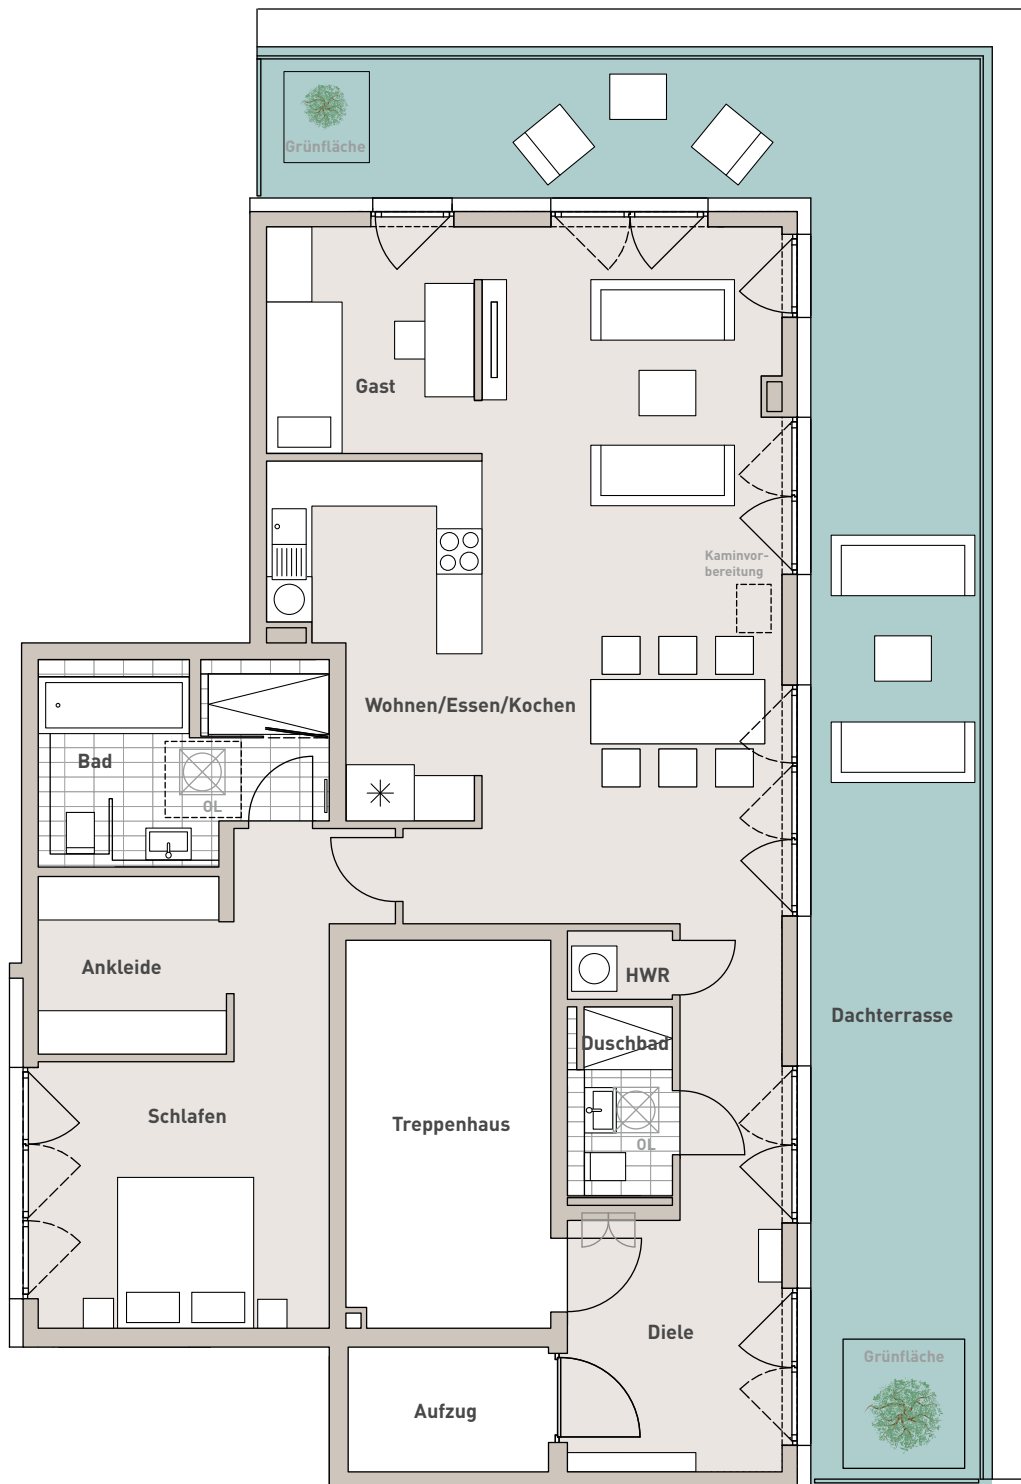 Grünfläche
Gast
Kaminvor-
bereitung
Wohnen/Essen/Kochen
Bad
OL
Ankleide
HWR
Dachterrasse
Duschbad
Schlafen
Treppenhaus
OL
Diele
Grünfläche
Aufzug